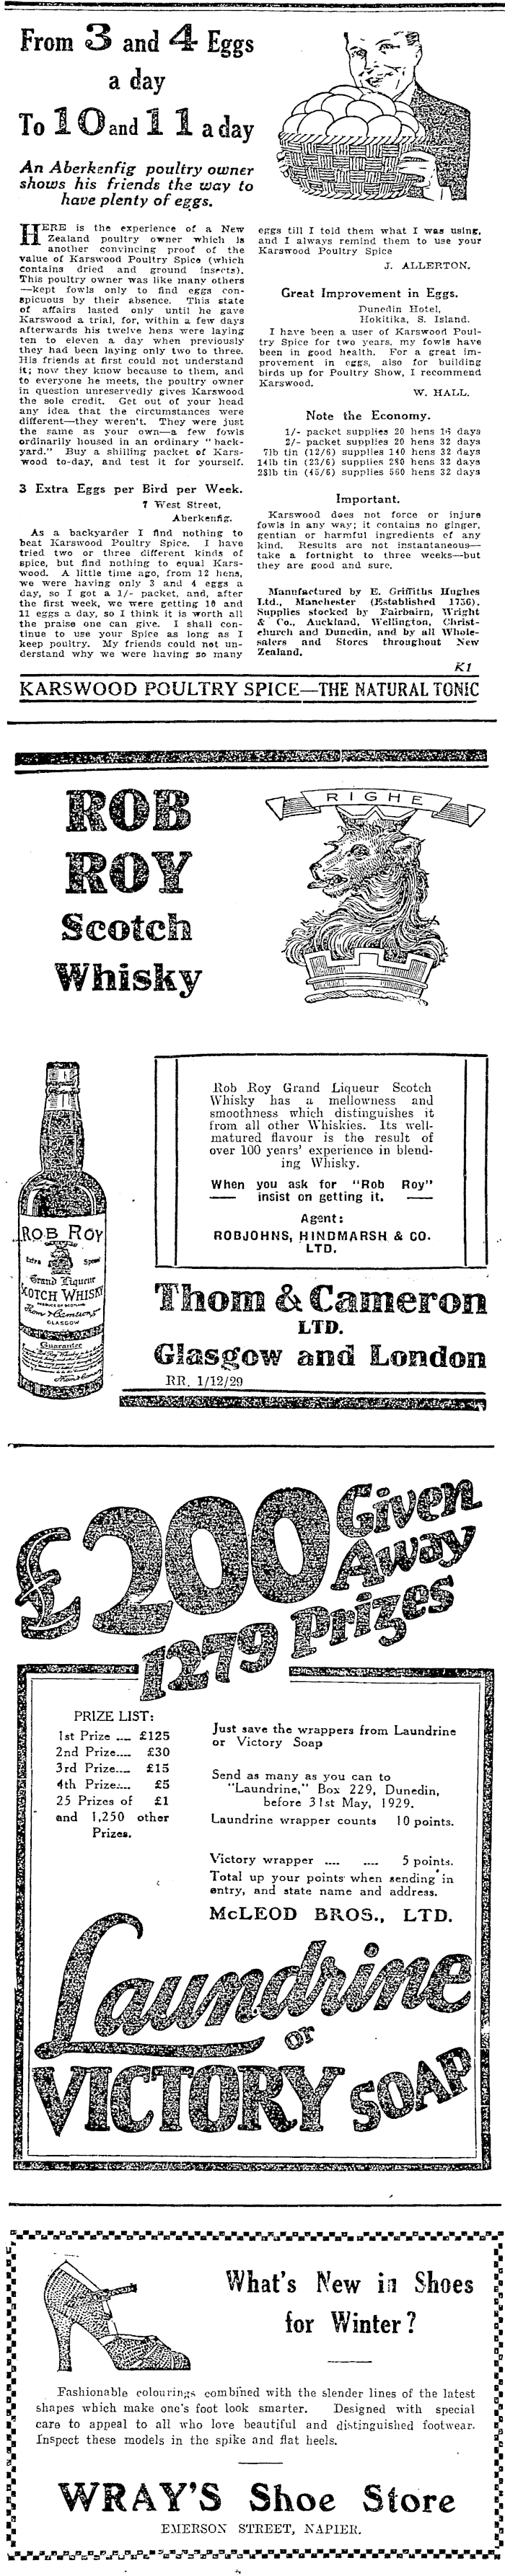 From 3 and 4 Eggs
a day
To 10 and 11 a day
An Aberkenfig poultry owner
shows his friends the way to
have plenty of eggs.
HERE is the experience of a New
Zealand poultry owner which is
another convincing proof of the
value of Karswood Poultry Spice (which
contains dried and ground insects).
This poultry owner was like many others
—kept fowls only to find eggs con-
spicuous by their absence. This state
of affairs lasted only until he gave
Karswood a trial, for, within a few days
afterwards his twelve hens were laying
ten to eleven a day when previously
they had been laying only two to three.
His friends at first could not understand
it; now they know because to them, and
to everyone he meets, the poultry owner
in question unreservedly gives Karswood
the sole credit. Get out of your head
any idea that the circumstances were
different—they weren't. They were just
the same as your own—a few fowls
ordinarily housed in an ordinary "back-
yard." Buy a shilling packet of Kars-
wood to-day, and test it for yourself.
3 Extra Eggs per Bird per Week.
7 West Street,
Aberkenfig.
As a backyarder I find nothing to
beat Karswood Poultry Spice. I have
tried two or three different kinds of
spice, but find nothing to equal Kars-
wood. A little time ago, from 12 hens,
we were having only 3 and 4 eggs a
day, so I got a 1/- packet, and, after
the first week, we were getting 10 and
11 eggs a day, so I think it is worth all
the praise one can give. I shall con-
tinue to use your Spice as long as I
keep poultry. My friends could not un-
derstand why we were having so many
eggs till I told them what I was using,
and I always remind them to use your
Karswood Poultry Spice
J. ALLERTON.
Great Improvement in Eggs.
Dunedin Hotel,
Hokitika, S. Island.
I have been a user of Karswood Poul-
try Spice for two years, my fowls have
been in good health. For a great im-
provement in eggs, also for building
birds up for Poultry Show, I recommend
Karswood.
W. HALL.
Note the Economy.
1/- packet supplies 20 hens 16 days
2/- packet supplies 20 hens 32 days
7lb tin (12/6) supplies 140 hens 32 days
14lb tin (23/6) supplies 280 hens 32 days
28lb tin (45/6) supplies 560 hens 32 days
Important.
Karswood does not force or injure
fowls in any way; it contains no ginger,
gentian or harmful ingredients of any
kind. Results are not instantaneous—
take a fortnight to three weeks—but
they are good and sure.
Manufactured by E. Griffiths Hughes
Ltd., Manchester (Established 1756).
Supplies stocked by Fairbairn, Wright
& Co., Auckland, Wellington, Christ-
church and Dunedin, and by all Whole-
salers and Stores throughout New
Zealand.
K1
KARSWOOD POULTRY SPICE—THE NATURAL TONIC
ROB
ROY
Scotch
Whisky
RIGHE
ROB ROY
Extra Special
Grand Liqueur
SCOTCH WHISKY
PRODUCE OF SCOTLAND
Thom & Cameron
GLASGOW
Guarantee
Rob Roy Grand Liqueur Scotch
Whisky has a mellowness and
smoothness which distinguishes it
from all other Whiskies. Its well-
matured flavour is the result of
over 100 years' experience in blend-
ing Whisky.
When you ask for "Rob Roy"
insist on getting it.
Agent:
ROBJOHNS, HINDMARSH & CO.
LTD.
Thom & Cameron
LTD.
Glasgow and London
RR. 1/12/29
£200 Given
Away
1279 Prizes
PRIZE LIST:
1st Prize .... £125
2nd Prize.... £30
3rd Prize.... £15
4th Prize.... £5
25 Prizes of £1
and 1,250 other
Prizes.
Just save the wrappers from Laundrine
or Victory Soap
Send as many as you can to
"Laundrine," Box 229, Dunedin,
before 31st May, 1929.
Laundrine wrapper counts 10 points.
Victory wrapper .... .... 5 points.
Total up your points when sending in
entry, and state name and address.
McLEOD BROS., LTD.
Laundrine
or
VICTORY SOAP
What's New in Shoes
for Winter?
Fashionable colourings combined with the slender lines of the latest
shapes which make one's foot look smarter. Designed with special
care to appeal to all who love beautiful and distinguished footwear.
Inspect these models in the spike and flat heels.
WRAY'S Shoe Store
EMERSON STREET, NAPIER.